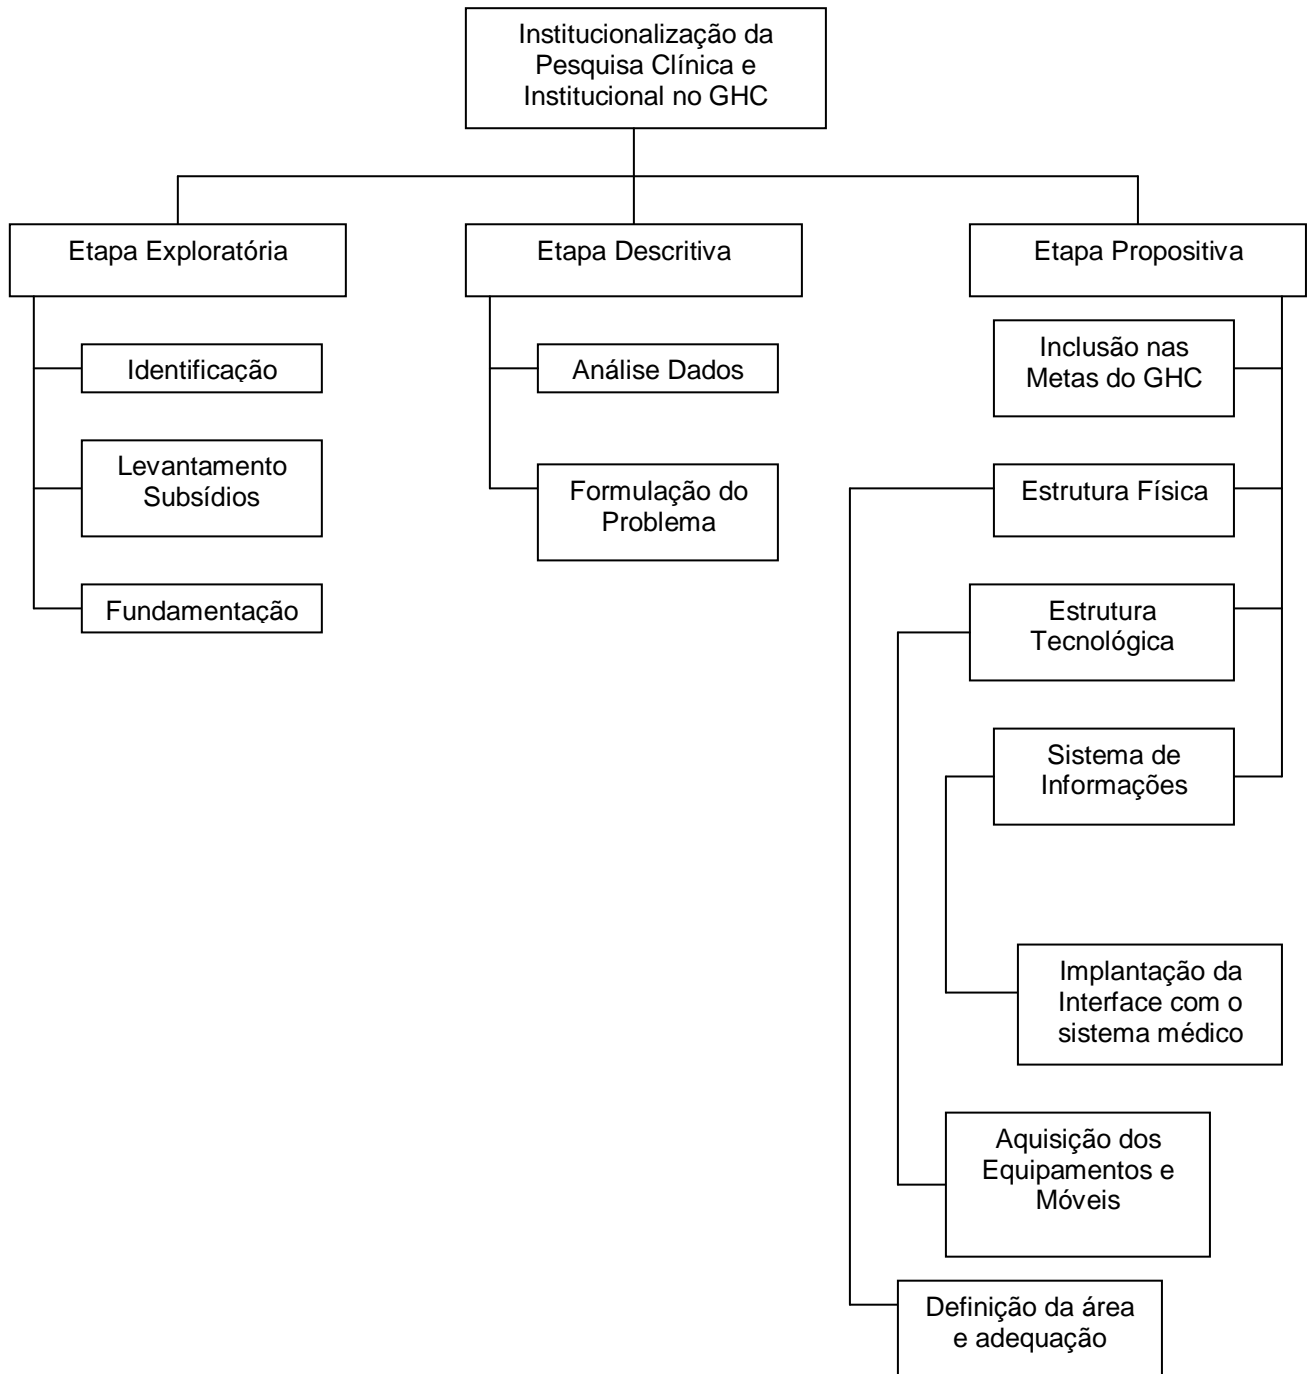 Institucionalização da
Pesquisa Clínica e
Institucional no GHC
Etapa Exploratória
Etapa Descritiva
Etapa Propositiva
Identificação
Levantamento
Subsídios
Fundamentação
Análise Dados
Formulação do
Problema
Inclusão nas
Metas do GHC
Estrutura Física
Estrutura
Tecnológica
Sistema de
Informações
Implantação da
Interface com o
sistema médico
Aquisição dos
Equipamentos e
Móveis
Definição da área
e adequação